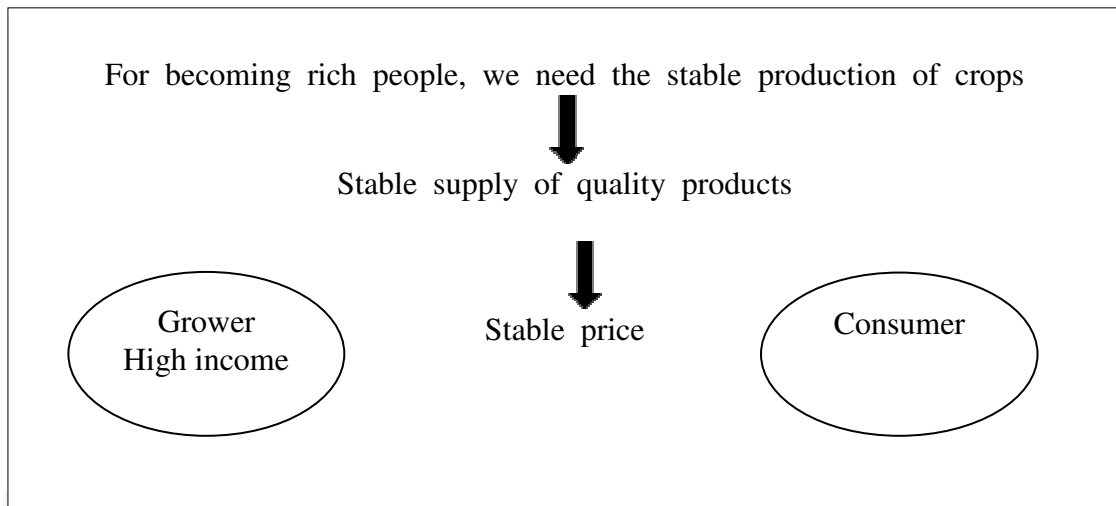 For becoming rich people, we need the stable production of crops
Stable supply of quality products
Grower
High income
Stable price
Consumer